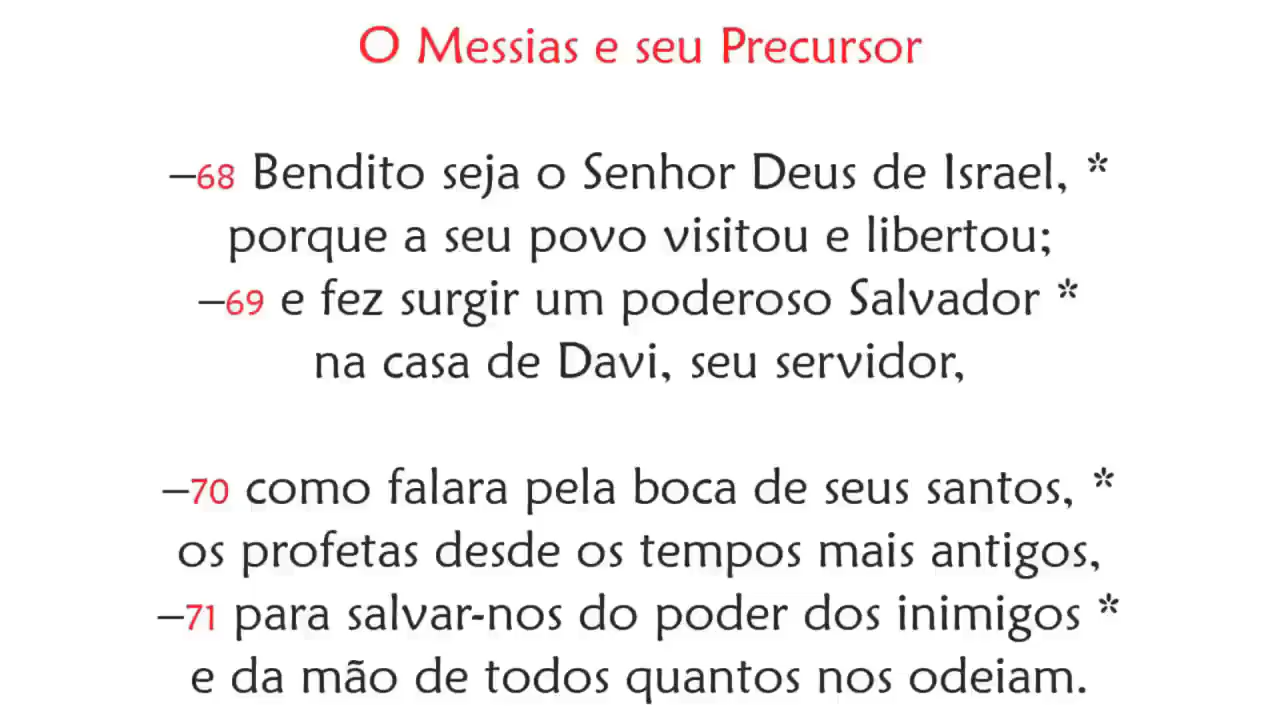 O Messias e seu Precursor
–68 Bendito seja o Senhor Deus de Israel, *
porque a seu povo visitou e libertou;
–69 e fez surgir um poderoso Salvador *
na casa de Davi, seu servidor,
–70 como falara pela boca de seus santos, *
os profetas desde os tempos mais antigos,
–71 para salvar-nos do poder dos inimigos *
e da mão de todos quantos nos odeiam.